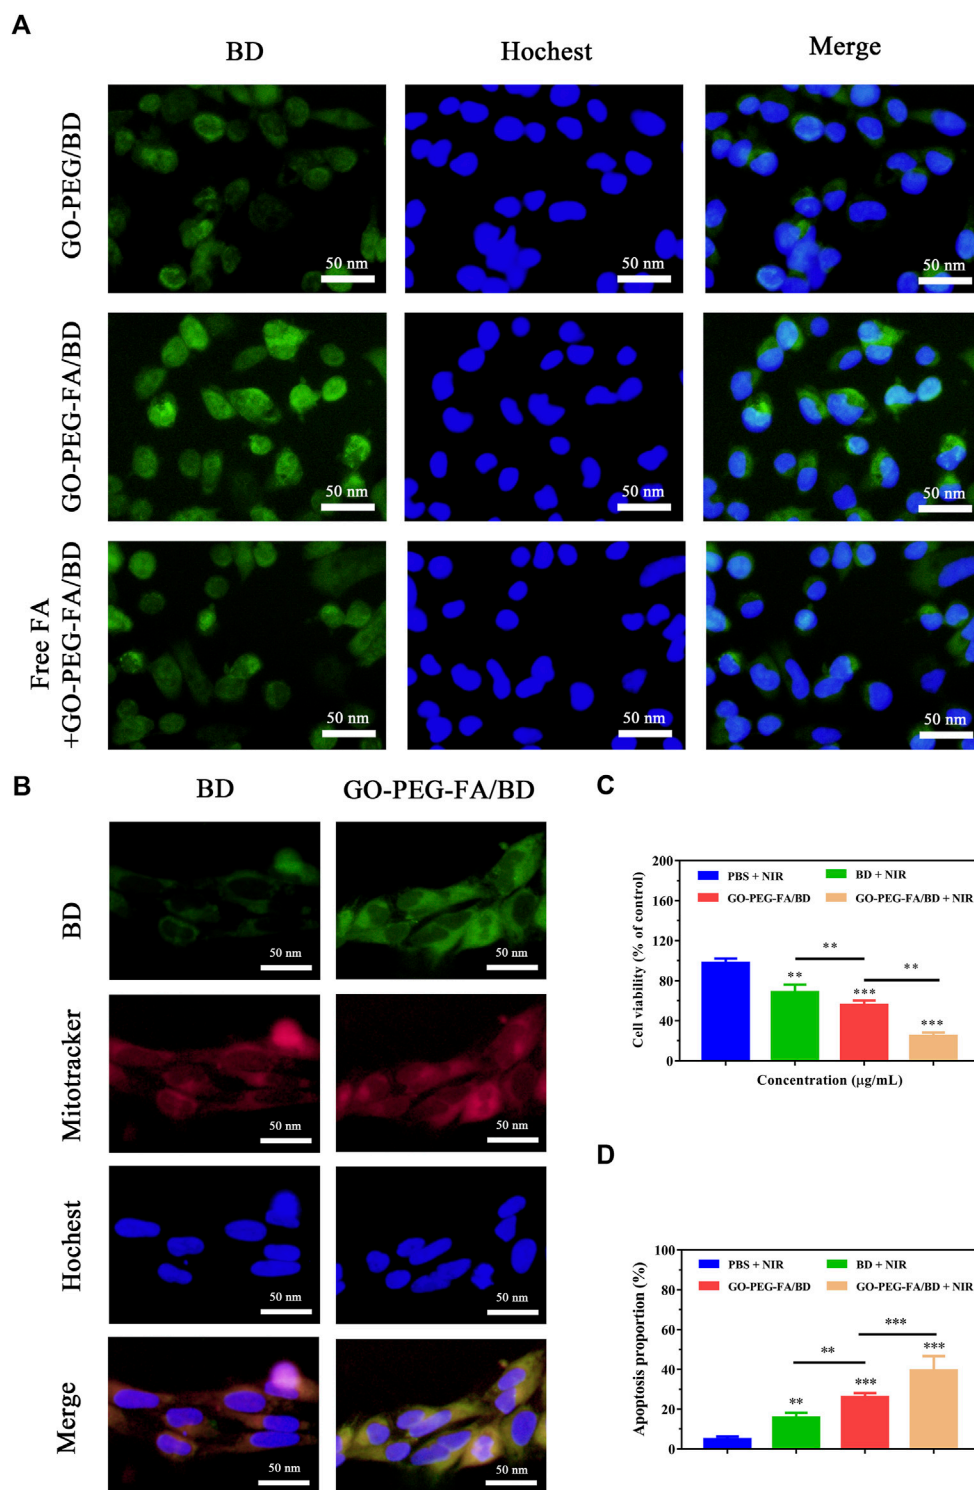 A
BD
Hochest
Merge
GO-PEG/BD
50 nm
50 nm
50 nm
GO-PEG-FA/BD
50 nm
50 nm
50 nm
Free FA
+GO-PEG-FA/BD
50 nm
50 nm
50 nm
B
BD
GO-PEG-FA/BD
BD
50 nm
50 nm
Mitotracker
50 nm
50 nm
Hochest
50 nm
50 nm
Merge
50 nm
50 nm
C
Cell viability (% of control)
200
160
120
80
40
0
PBS + NIR
BD + NIR
GO-PEG-FA/BD
GO-PEG-FA/BD + NIR
**
**
**
***
***
Concentration (μg/mL)
D
Apoptosis proportion (%)
100
80
60
40
20
0
PBS + NIR
BD + NIR
GO-PEG-FA/BD
GO-PEG-FA/BD + NIR
***
**
***
***
**